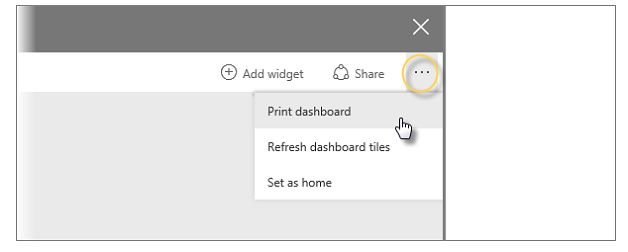 Add widget Share ...
Print dashboard
Refresh dashboard tiles
Set as home